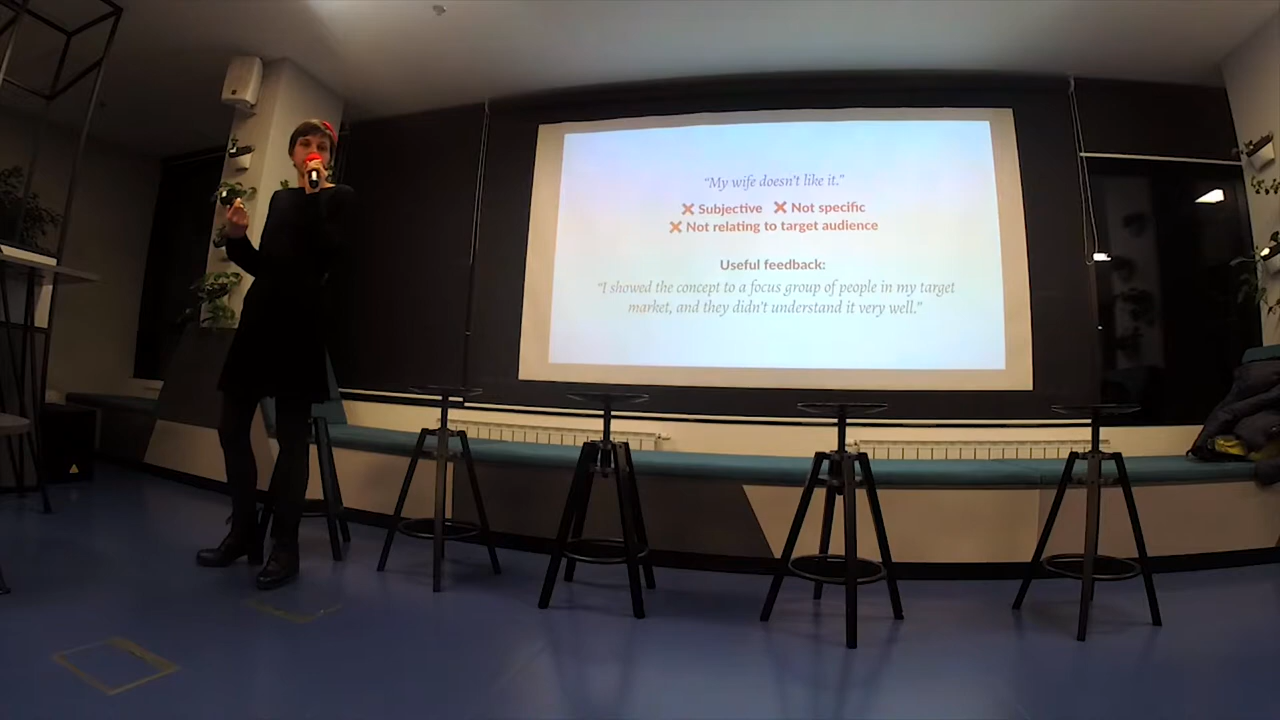 “My wife doesn’t like it.”
❌ Subjective ❌ Not specific
❌ Not relating to target audience
Useful feedback:
“I showed the concept to a focus group of people in my target
market, and they didn’t understand it very well.”